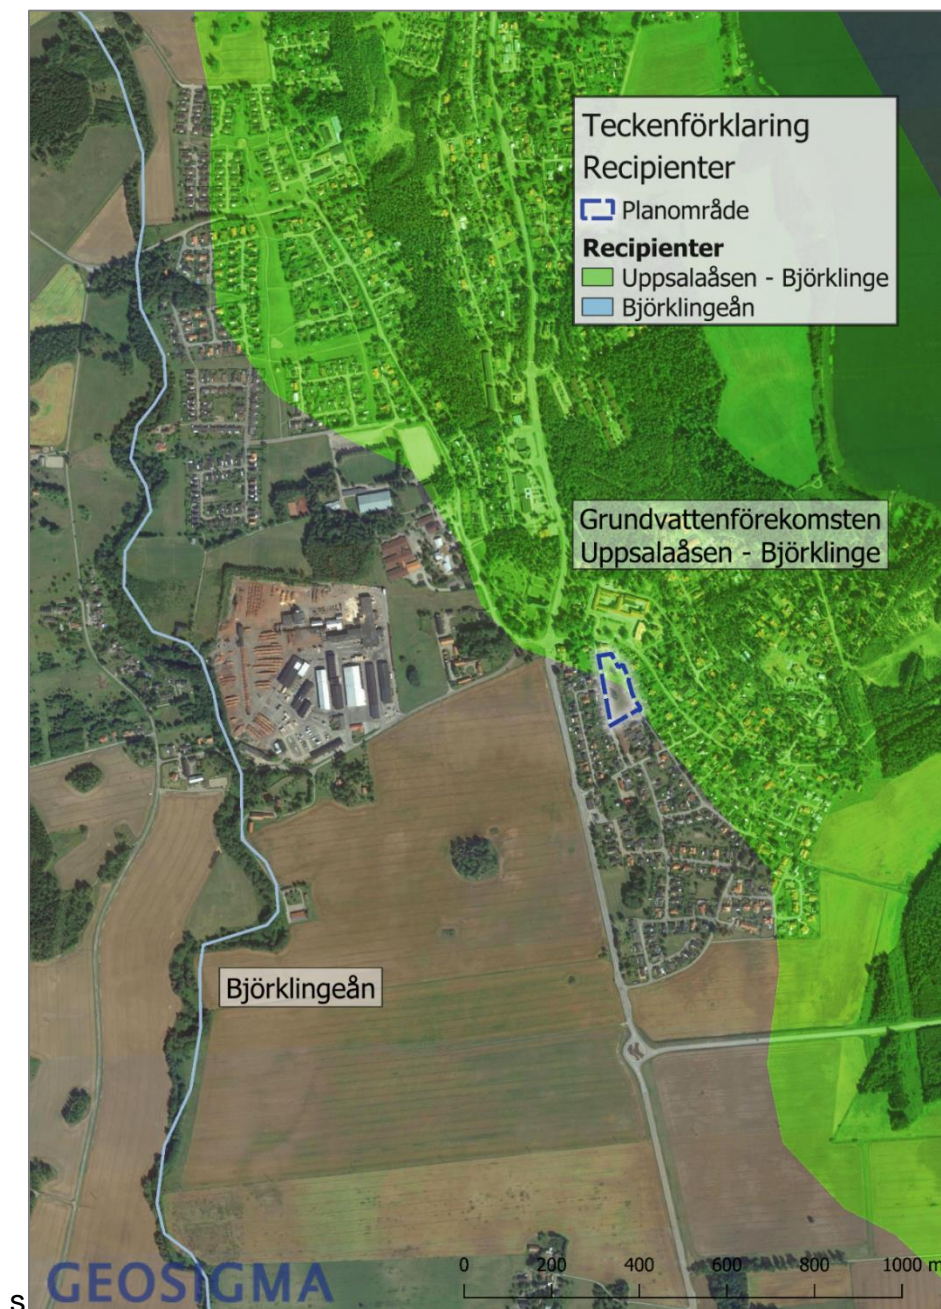 Teckenförklaring
Recipienter
Planområde
Recipienter
Uppsalaåsen - Björklinge
Björklingeån
Grundvattenförekomsten
Uppsalaåsen - Björklinge
Björklingeån
GEOSIGMA
0 200 400 600 800 1000 m
s